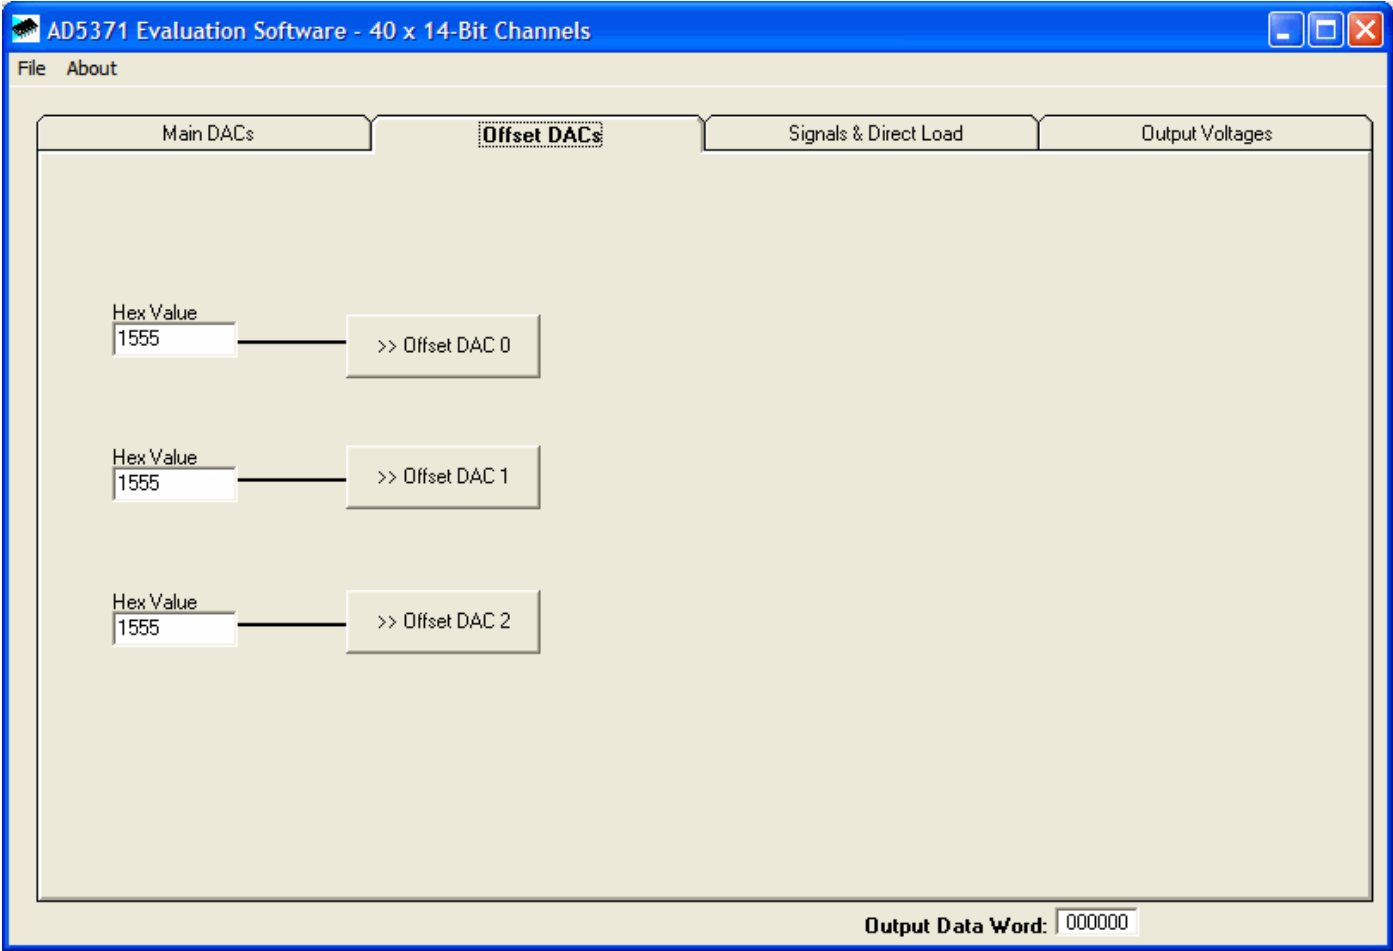 AD5371 Evaluation Software - 40 x 14-Bit Channels
File About
Main DACs Offset DACs Signals & Direct Load Output Voltages
Hex Value
1555
>> Offset DAC 0
Hex Value
1555
>> Offset DAC 1
Hex Value
1555
>> Offset DAC 2
Output Data Word: 000000